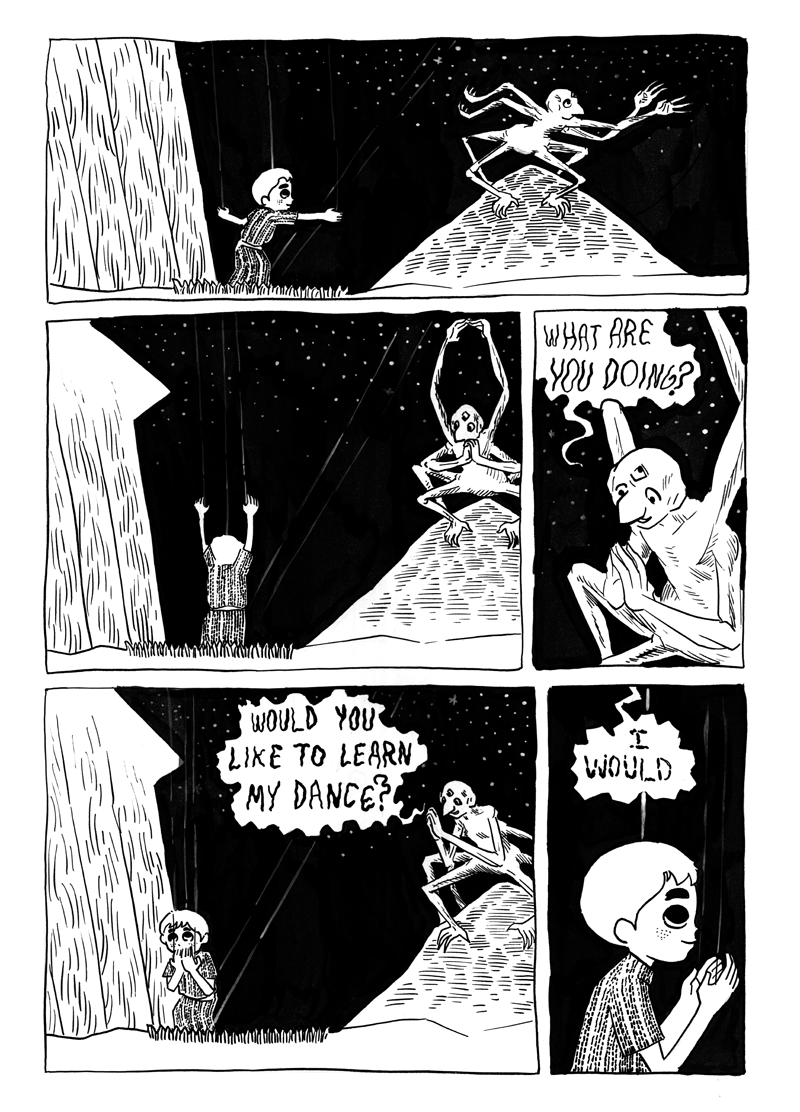 WHAT ARE
YOU DOING?
WOULD YOU
LIKE TO LEARN
MY DANCE?
I
WOULD